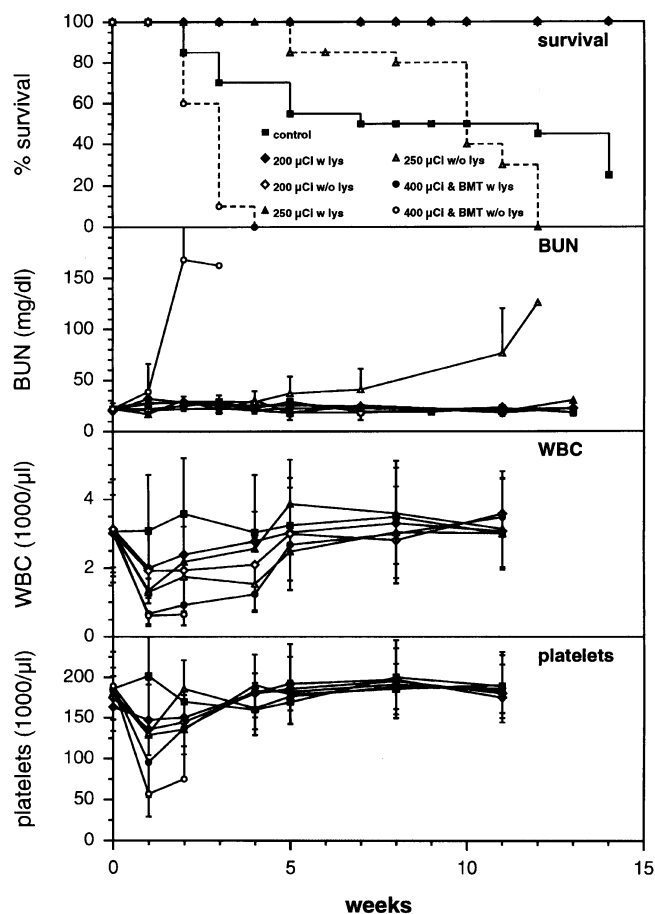 % survival
100
80
60
40
20
0
survival
control
200 µCi w lys
200 µCi w/o lys
250 µCi w lys
250 µCi w/o lys
400 µCi & BMT w lys
400 µCi & BMT w/o lys
BUN (mg/dl)
150
100
50
0
BUN
WBC (1000/µl)
4
2
0
WBC
platelets (1000/µl)
200
150
100
50
0
platelets
0 5 10 15
weeks